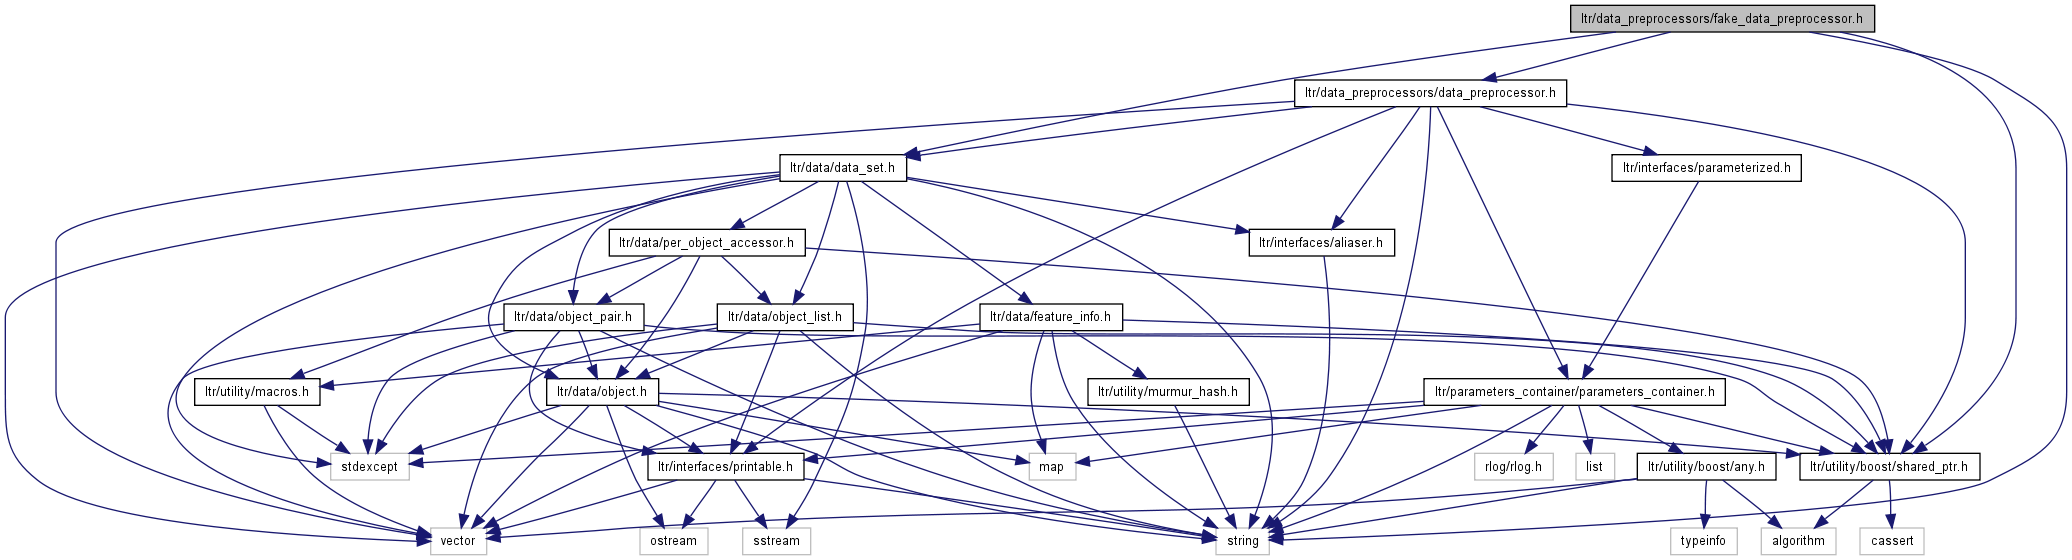 ltr/data_preprocessors/fake_data_preprocessor.h
ltr/data_preprocessors/data_preprocessor.h
ltr/data/data_set.h
ltr/interfaces/parameterized.h
ltr/data/per_object_accessor.h
ltr/interfaces/aliaser.h
ltr/data/object_pair.h
ltr/data/object_list.h
ltr/data/feature_info.h
ltr/utility/macros.h
ltr/data/object.h
ltr/utility/murmur_hash.h
ltr/parameters_container/parameters_container.h
stdexcept
ltr/interfaces/printable.h
map
rlog/rlog.h
list
ltr/utility/boost/any.h
ltr/utility/boost/shared_ptr.h
vector
ostream
sstream
string
typeinfo
algorithm
cassert